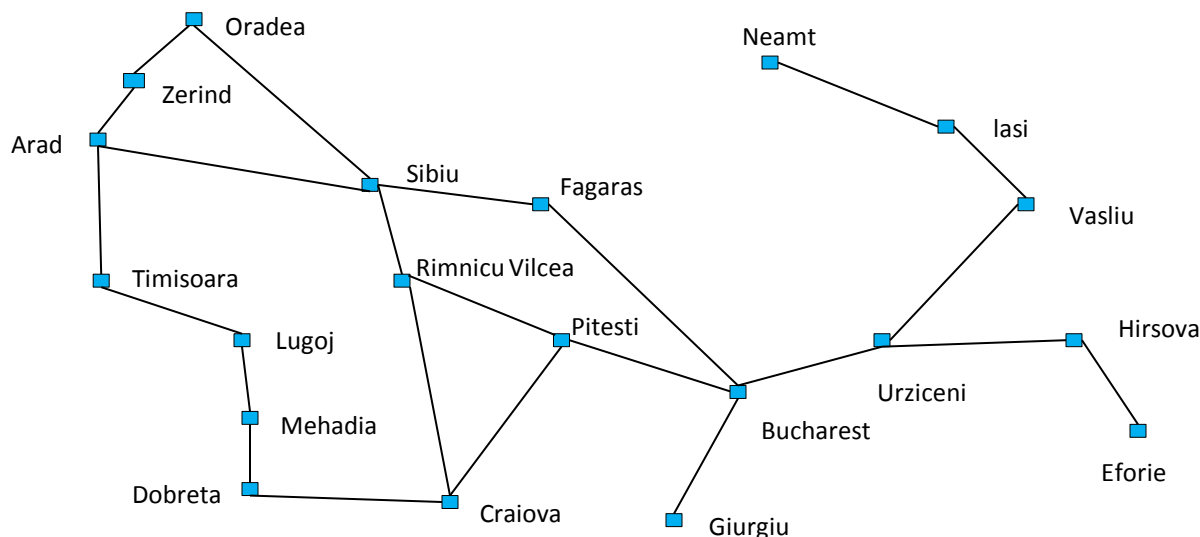 Oradea
Neamt
Zerind
Iasi
Arad
Sibiu
Fagaras
Vasliu
Rimnicu Vilcea
Timisoara
Pitesti
Hirsova
Lugoj
Urziceni
Mehadia
Bucharest
Eforie
Dobreta
Craiova
Giurgiu